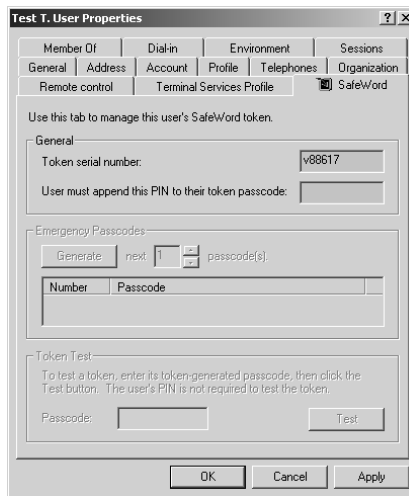 Test T. User Properties
Member Of Dial-in Environment Sessions
General Address Account Profile Telephones Organization
Remote control Terminal Services Profile SafeWord
Use this tab to manage this user's SafeWord token.
General
Token serial number: v88617
User must append this PIN to their token passcode:
Emergency Passcodes
Generate next 1 passcode(s).
Number Passcode
Token Test
To test a token, enter its token-generated passcode, then click the
Test button. The user's PIN is not required to test the token.
Passcode: Test
OK Cancel Apply